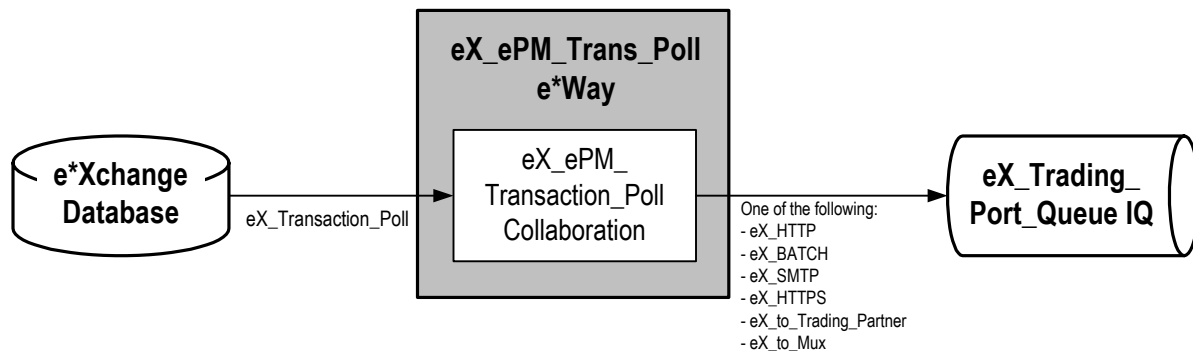 eX_ePM_Trans_Poll
e*Way
e*Xchange
Database
eX_Transaction_Poll
eX_ePM_
Transaction_Poll
Collaboration
One of the following:
- eX_HTTP
- eX_BATCH
- eX_SMTP
- eX_HTTPS
- eX_to_Trading_Partner
- eX_to_Mux
eX_Trading_
Port_Queue IQ